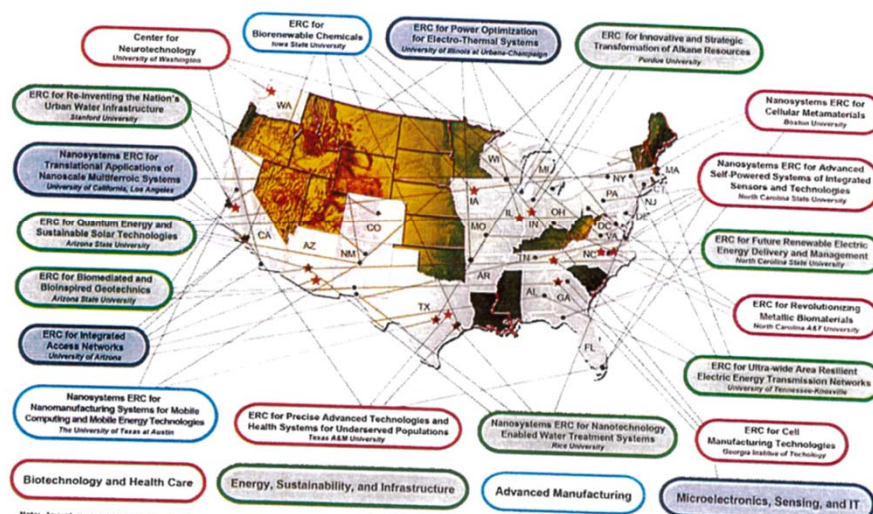 Center for
Neurotechnology
University of Washington
ERC for
Biorenewable Chemicals
Iowa State University
ERC for Power Optimization
for Electro-Thermal Systems
University of Illinois at Urbana-Champaign
ERC for Innovative and Strategic
Transformation of Alkane Resources
Purdue University
ERC for Re-Inventing the Nation's
Urban Water Infrastructure
Stanford University
Nanosystems ERC for
Translational Applications of
Nanoscale Multiferroic Systems
University of California, Los Angeles
ERC for Quantum Energy and
Sustainable Solar Technologies
Arizona State University
ERC for Biomediated and
Bioinspired Geotechnics
Arizona State University
ERC for Integrated
Access Networks
University of Arizona
Nanosystems ERC for
Nanomanufacturing Systems for Mobile
Computing and Mobile Energy Technologies
The University of Texas at Austin
WA
CA
AZ
NM
CO
TX
IA
MO
AR
WI
IL
IN
MI
OH
TN
AL
GA
FL
NC
VA
DC
DE
NJ
PA
NY
CT
MA
Nanosystems ERC for
Cellular Metamaterials
Boston University
Nanosystems ERC for Advanced
Self-Powered Systems of Integrated
Sensors and Technologies
North Carolina State University
ERC for Future Renewable Electric
Energy Delivery and Management
North Carolina State University
ERC for Revolutionizing
Metallic Biomaterials
North Carolina A&T University
ERC for Ultra-wide Area Resilient
Electric Energy Transmission Networks
University of Tennessee-Knoxville
ERC for Precise Advanced Technologies and
Health Systems for Underserved Populations
Texas A&M University
Nanosystems ERC for Nanotechnology
Enabled Water Treatment Systems
Rice University
ERC for Cell
Manufacturing Technologies
Georgia Institue of Techology
Biotechnology and Health Care
Energy, Sustainability, and Infrastructure
Advanced Manufacturing
Microelectronics, Sensing, and IT